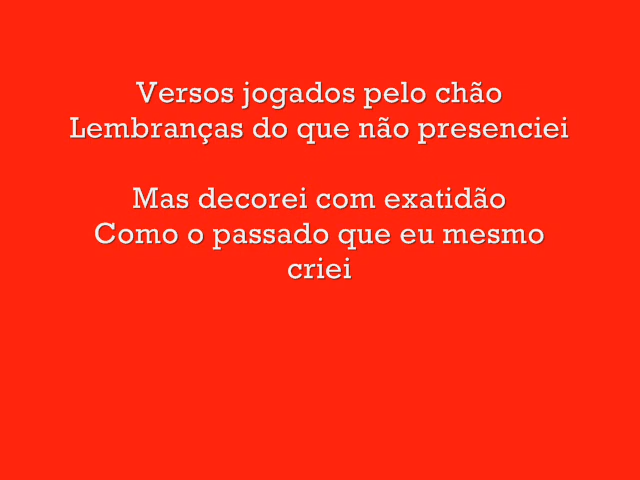 Versos jogados pelo chão
Lembranças do que não presenciei
Mas decorei com exatidão
Como o passado que eu mesmo
criei